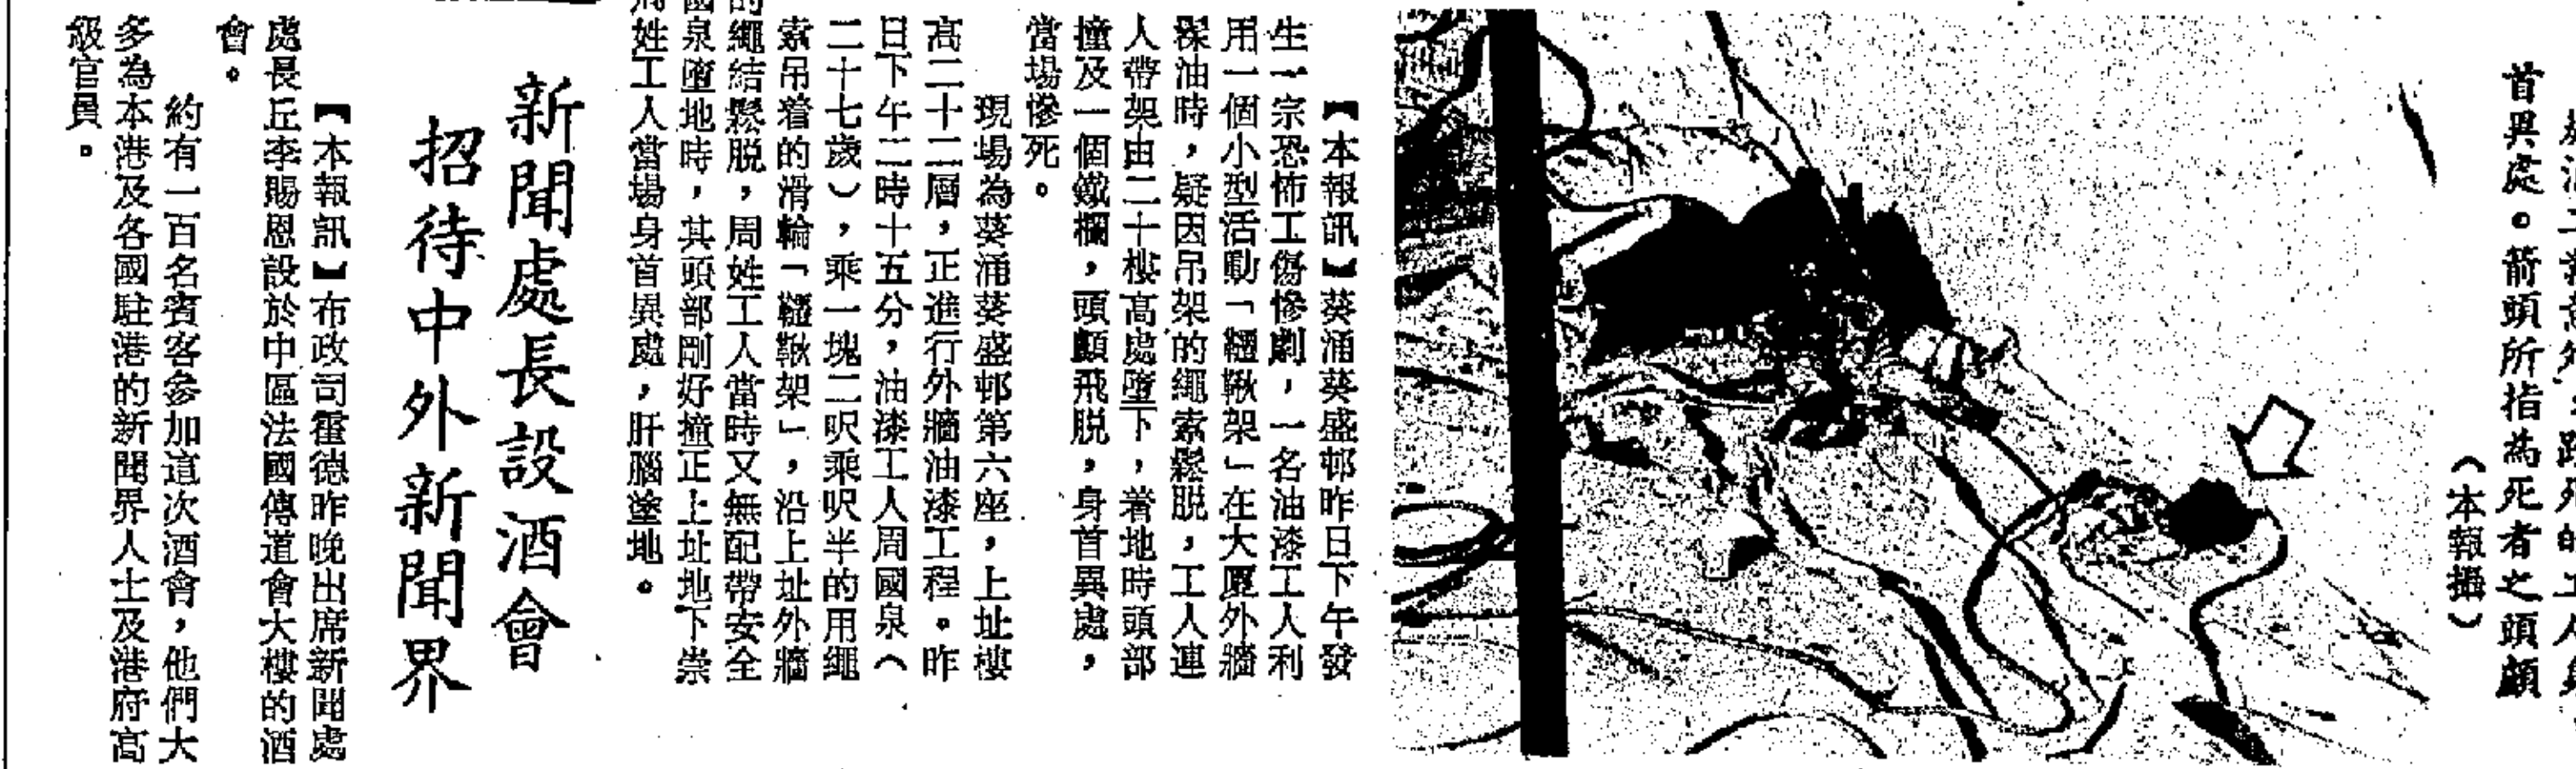 首異處。箭頭所指為死者之頭顱
（本報攝）
【本報訊】葵涌葵盛邨昨日下午發
生一宗恐怖工傷慘劇，一名油漆工人利
用一個小型活動「韆鞦架」在大廈外牆
髹油時，疑因吊架的繩索鬆脱，工人連
人帶架由二十樓高處墮下，着地時頭部
撞及一個鐵欄，頭顱飛脱，身首異處，
當場慘死。
現場為葵涌葵盛邨第六座，上址樓
高二十二層，正進行外牆油漆工程。昨
日下午二時十五分，油漆工人周國泉（
二十七歲），乘一塊二呎乘呎半的用繩
索吊着的滑輪「韆鞦架」，沿上址外牆
的繩結鬆脱，周姓工人當時又無配帶安全
國泉墮地時，其頭部剛好撞正上址地下
姓工人當場身首異處，肝腦塗地。
新聞處長設酒會
招待中外新聞界
【本報訊】布政司霍德昨晚出席新聞處
處長丘李賜恩設於中區法國傳道會大樓的酒
會。
約有一百名賓客參加這次酒會，他們大
多為本港及各國駐港的新聞界人士及港府高
級官員。